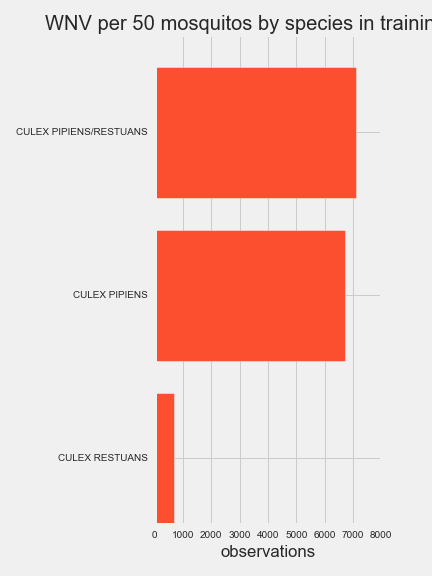 WNV per 50 mosquitos by species in trainin
CULEX PIPIENS/RESTUANS
CULEX PIPIENS
CULEX RESTUANS
0 1000 2000 3000 4000 5000 6000 7000 8000
observations